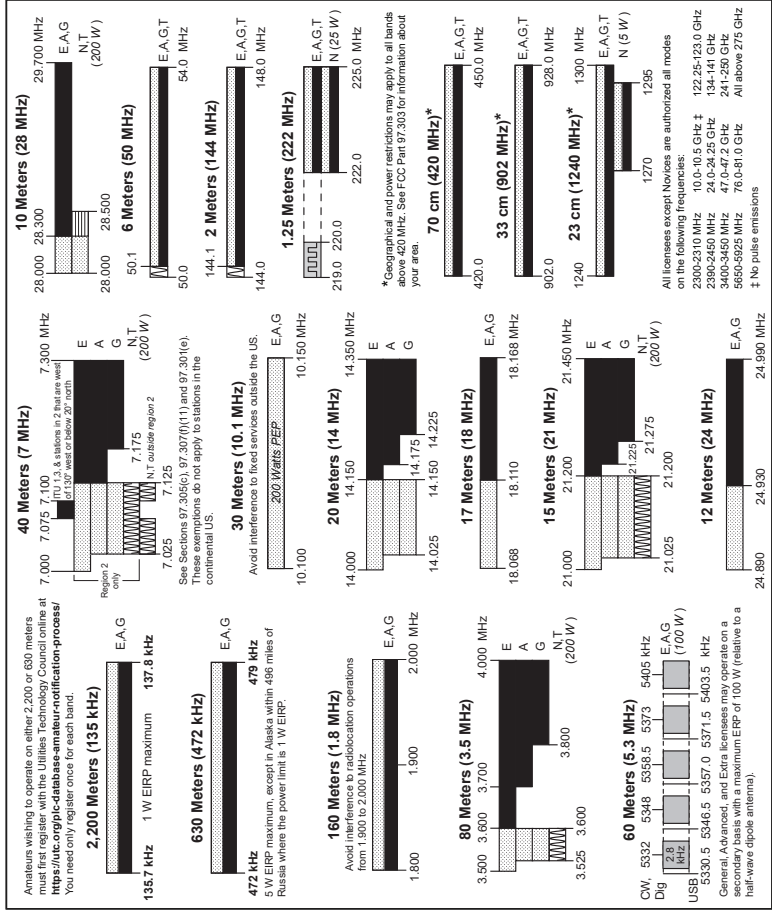 Amateurs wishing to operate on either 2,200 or 630 meters
must first register with the Utilities Technology Council online at
https://utc.org/plc-database-amateur-notification-process/
You need only register once for each band.
2,200 Meters (135 kHz)
E,A,G
135.7 kHz 1 W EIRP maximum 137.8 kHz
630 Meters (472 kHz)
E,A,G
472 kHz 479 kHz
5 W EIRP maximum, except in Alaska within 496 miles of
Russia where the power limit is 1 W EIRP.
160 Meters (1.8 MHz)
Avoid interference to radiolocation operations
from 1.900 to 2.000 MHz
E,A,G
1.800 1.900 2.000 MHz
80 Meters (3.5 MHz)
3.500 3.600 3.700 4.000 MHz
E
A
G
N,T
(200 W)
3.525 3.600 3.800
60 Meters (5.3 MHz)
CW,
Dig
5332 5348 5358.5 5373 5405 kHz
2.8
kHz
E,A,G
(100 W)
USB
5330.5 5346.5 5357.0 5371.5 5403.5 kHz
General, Advanced, and Extra licensees may operate on a
secondary basis with a maximum ERP of 100 W (relative to a
half-wave dipole antenna).
40 Meters (7 MHz)
7.000 7.075 7.100 7.300 MHz
ITU 1,3, & stations in 2 that are west
of 130° west or below 20° north
Region 2
only
E
A
G
N,T
(200 W)
7.175
N,T outside region 2
7.025 7.125
See Sections 97.305(c), 97.307(f)(11) and 97.301(e).
These exemptions do not apply to stations in the
continental US.
30 Meters (10.1 MHz)
Avoid interference to fixed services outside the US.
200 Watts PEP
E,A,G
10.100 10.150 MHz
20 Meters (14 MHz)
14.000 14.150 14.350 MHz
E
A
G
14.175
14.025 14.150 14.225
17 Meters (18 MHz)
E,A,G
18.068 18.110 18.168 MHz
15 Meters (21 MHz)
21.000 21.200 21.450 MHz
E
A
G
N,T
(200 W)
21.225
21.275
21.025 21.200
12 Meters (24 MHz)
E,A,G
24.890 24.930 24.990 MHz
10 Meters (28 MHz)
28.000 28.300 29.700 MHz
E,A,G
N,T
(200 W)
28.000 28.500
6 Meters (50 MHz)
50.1
E,A,G,T
50.0 54.0 MHz
2 Meters (144 MHz)
144.1
E,A,G,T
144.0 148.0 MHz
1.25 Meters (222 MHz)
E,A,G,T
N (25 W)
219.0 220.0 222.0 225.0 MHz
*Geographical and power restrictions may apply to all bands
above 420 MHz. See FCC Part 97.303 for information about
your area.
70 cm (420 MHz)*
E,A,G,T
420.0 450.0 MHz
33 cm (902 MHz)*
E,A,G,T
902.0 928.0 MHz
23 cm (1240 MHz)*
1240 1300 MHz
E,A,G,T
N (5 W)
1270 1295
All licensees except Novices are authorized all modes
on the following frequencies:
2300-2310 MHz 10.0-10.5 GHz ‡ 122.25-123.0 GHz
2390-2450 MHz 24.0-24.25 GHz 134-141 GHz
3400-3450 MHz 47.0-47.2 GHz 241-250 GHz
5650-5925 MHz 76.0-81.0 GHz All above 275 GHz
‡ No pulse emissions